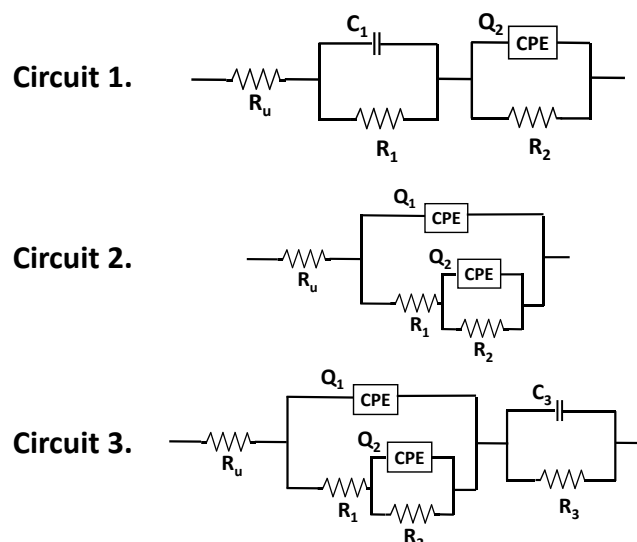 C₁
Q₂
CPE
Circuit 1.
Rᵤ
R₁
R₂
Q₁
CPE
Circuit 2.
Q₂
CPE
Rᵤ
R₁
R₂
Q₁
CPE
C₃
Circuit 3.
Q₂
CPE
Rᵤ
R₁
R₃
R₂